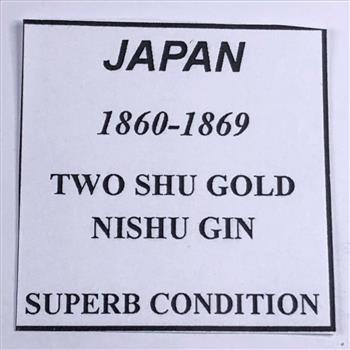 JAPAN
1860-1869
TWO SHU GOLD
NISHU GIN
SUPERB CONDITION